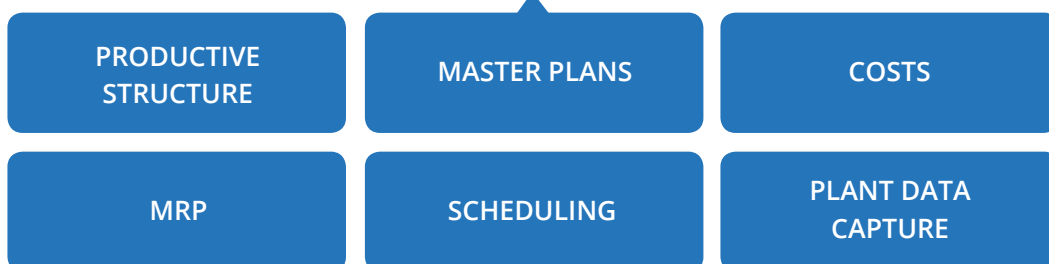 PRODUCTIVE
STRUCTURE
MASTER PLANS
COSTS
MRP
SCHEDULING
PLANT DATA
CAPTURE